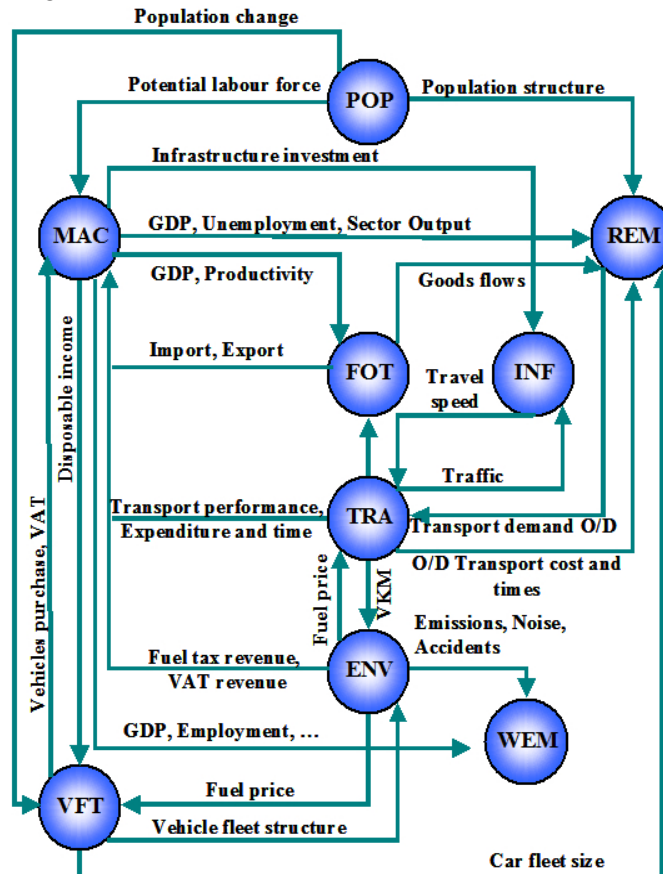 Population change
Potential labour force
POP
Population structure
Infrastructure investment
MAC
GDP, Unemployment, Sector Output
REM
GDP, Productivity
Goods flows
Import, Export
FOT
INF
Travel
speed
Disposable income
Traffic
Transport performance,
Expenditure and time
TRA
Transport demand O/D
O/D Transport cost and
times
Vehicles purchase, VAT
Fuel price
VKM
Emissions, Noise,
Accidents
Fuel tax revenue,
VAT revenue
ENV
GDP, Employment, ...
WEM
Fuel price
VFT
Vehicle fleet structure
Car fleet size